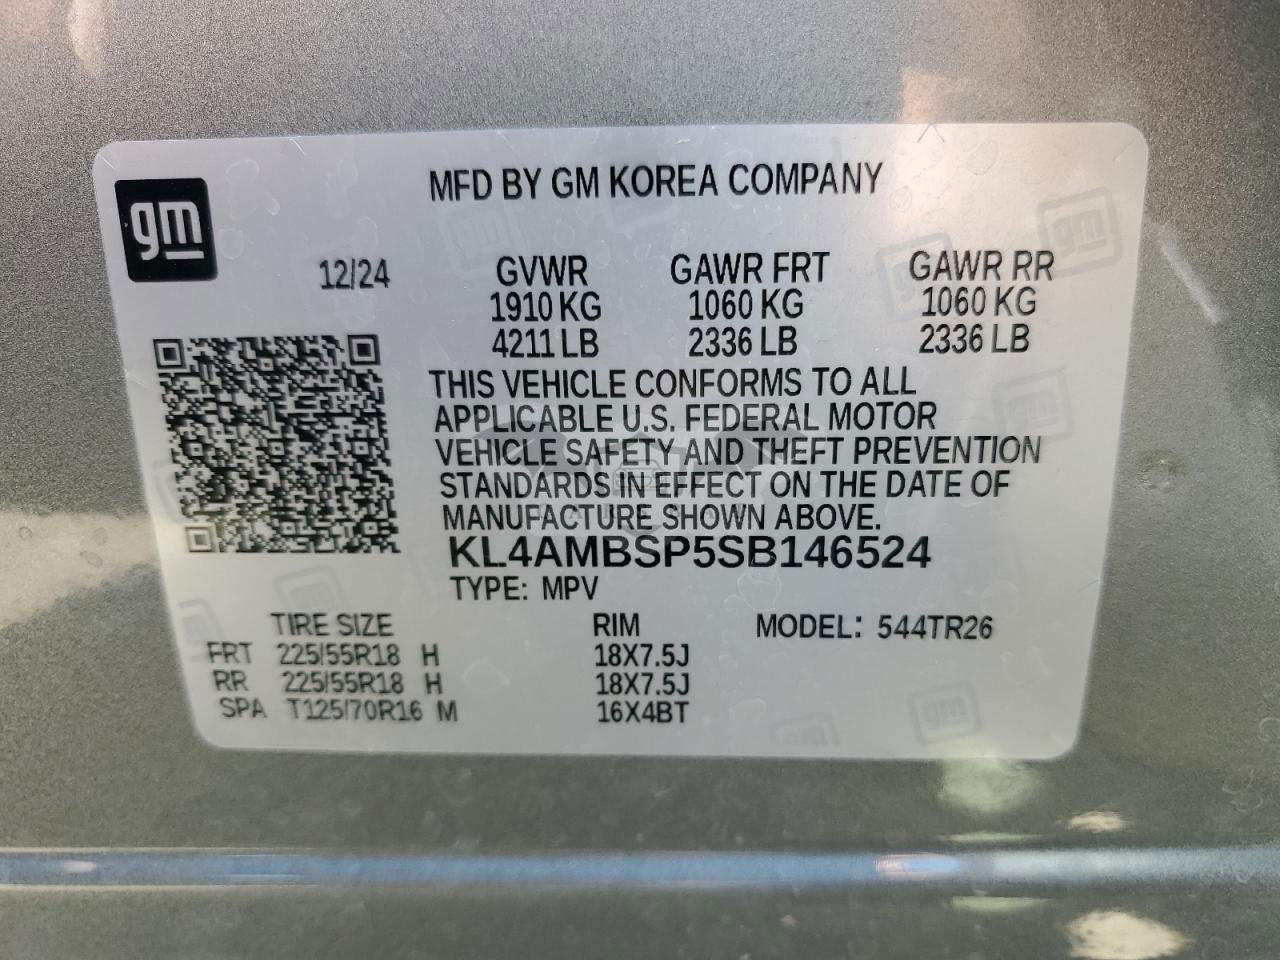 MFD BY GM KOREA COMPANY
gm
12/24 GVWR GAWR FRT GAWR RR
1910 KG 1060 KG 1060 KG
4211 LB 2336 LB 2336 LB
THIS VEHICLE CONFORMS TO ALL
APPLICABLE U.S. FEDERAL MOTOR
VEHICLE SAFETY AND THEFT PREVENTION
STANDARDS IN EFFECT ON THE DATE OF
MANUFACTURE SHOWN ABOVE.
KL4AMBSP5SB146524
TYPE: MPV
TIRE SIZE RIM MODEL: 544TR26
FRT 225/55R18 H 18X7.5J
RR 225/55R18 H 18X7.5J
SPA T125/70R16 M 16X4BT